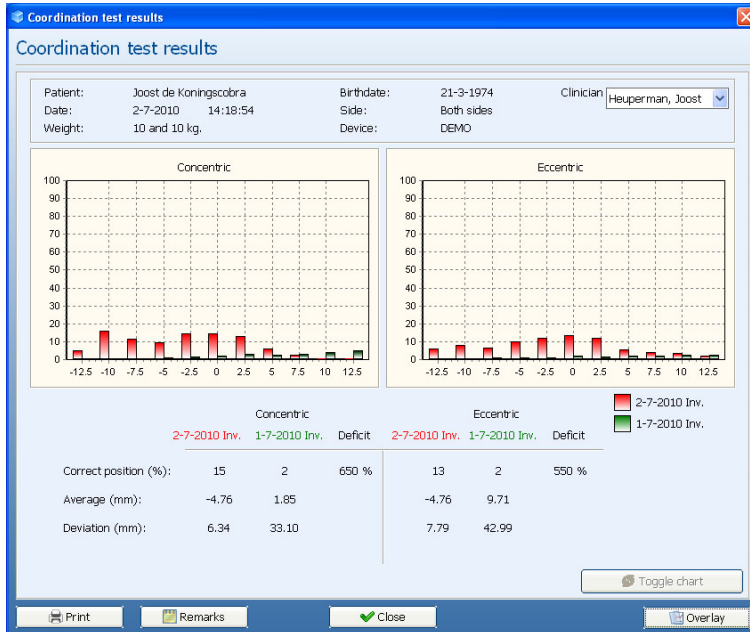 Coordination test results
Coordination test results
Patient: Joost de Koningscobra Birthdate: 21-3-1974 Clinician Heuperman, Joost
Date: 2-7-2010 14:18:54 Side: Both sides
Weight: 10 and 10 kg. Device: DEMO
Concentric Eccentric
100 100
90 90
80 80
70 70
60 60
50 50
40 40
30 30
20 20
10 10
0 0
-12.5 -10 -7.5 -5 -2.5 0 2.5 5 7.5 10 12.5 -12.5 -10 -7.5 -5 -2.5 0 2.5 5 7.5 10 12.5
2-7-2010 Inv.
1-7-2010 Inv.
Concentric Eccentric
2-7-2010 Inv. 1-7-2010 Inv. Deficit 2-7-2010 Inv. 1-7-2010 Inv. Deficit
Correct position (%): 15 2 650 % 13 2 550 %
Average (mm): -4.76 1.85 -4.76 9.71
Deviation (mm): 6.34 33.10 7.79 42.99
Toggle chart
Print Remarks Close Overlay